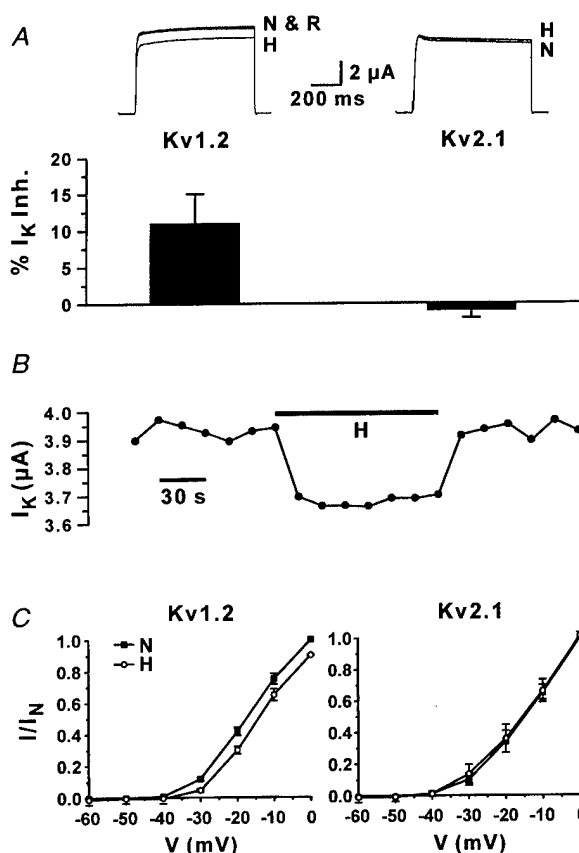 A
N & R
H
H
N
2 µA
200 ms
Kv1.2
Kv2.1
% I_K Inh.
20
15
10
5
0
B
I_K (µA)
4.0
3.9
3.8
3.7
3.6
H
30 s
C
Kv1.2
Kv2.1
N
H
I/I_N
1.0
0.8
0.6
0.4
0.2
0.0
-60 -50 -40 -30 -20 -10 0
V (mV)
1.0
0.8
0.6
0.4
0.2
0.0
-60 -50 -40 -30 -20 -10 0
V (mV)